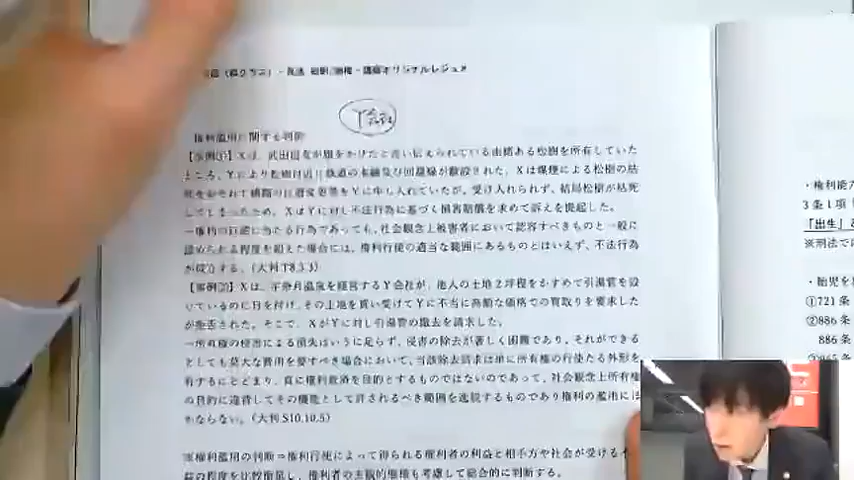 民法 総則/物権・講師オリジナルレジュメ
Y会社
権利濫用に関する判断
【事例①】Xは、武田信玄が旗をかけたと言い伝えられている由緒ある松樹を所有していた
ところ、Yにより松樹付近に鉄道の本線及び回避線が敷設された。Xは煤煙による松樹の枯
死をおそれて線路の位置変更等をYに申し入れていたが、受け入れられず、結局松樹が枯死
してしまったため、XはYに対し不法行為に基づく損害賠償を求めて訴えを提起した。
→権利の行使に当たる行為であっても、社会観念上被害者において認容すべきものと一般に
認められる程度を超えた場合には、権利行使の適当な範囲にあるものとはいえず、不法行為
が成立する。(大判T8.3.3)
【事例②】Xは、宇奈月温泉を経営するY会社が、他人の土地2坪程をかすめて引湯管を設
けているのに目を付け、その土地を買い受けてYに不当に高額な価格での買取りを要求した
が拒否された。そこで、XがYに対し引湯管の撤去を請求した。
→所有権の侵害による損失はいうに足らず、侵害の除去が著しく困難であり、それができる
としても莫大な費用を要すべき場合において、当該除去請求は単に所有権の行使たる外形を
有するにとどまり、真に権利救済を目的とするものではないのであって、社会観念上所有権
の目的に違背してその機能として許されるべき範囲を逸脱するものであり権利の濫用には
かならない。(大判S10.10.5)
※権利濫用の判断⇒権利行使によって得られる権利者の利益と相手方や社会が受ける
益の程度を比較衡量し、権利者の主観的態様も考慮して総合的に判断する。
・権利能
3条1項
「出生」
※刑法で
・胎児を
①721条
②886条
886条